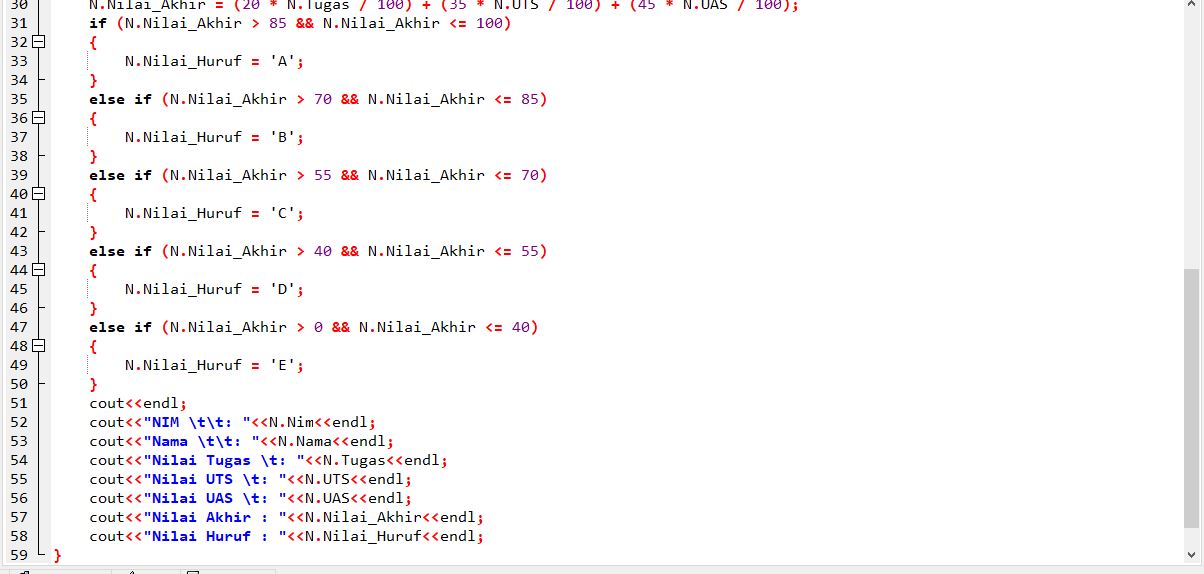 30 N.Nilai_Akhir = (20 * N.Tugas / 100) + (35 * N.UTS / 100) + (45 * N.UAS / 100);
31 if (N.Nilai_Akhir > 85 && N.Nilai_Akhir <= 100)
32 {
33 N.Nilai_Huruf = 'A';
34 }
35 else if (N.Nilai_Akhir > 70 && N.Nilai_Akhir <= 85)
36 {
37 N.Nilai_Huruf = 'B';
38 }
39 else if (N.Nilai_Akhir > 55 && N.Nilai_Akhir <= 70)
40 {
41 N.Nilai_Huruf = 'C';
42 }
43 else if (N.Nilai_Akhir > 40 && N.Nilai_Akhir <= 55)
44 {
45 N.Nilai_Huruf = 'D';
46 }
47 else if (N.Nilai_Akhir > 0 && N.Nilai_Akhir <= 40)
48 {
49 N.Nilai_Huruf = 'E';
50 }
51 cout<<endl;
52 cout<<"NIM \t\t: "<<N.Nim<<endl;
53 cout<<"Nama \t\t: "<<N.Nama<<endl;
54 cout<<"Nilai Tugas \t: "<<N.Tugas<<endl;
55 cout<<"Nilai UTS \t: "<<N.UTS<<endl;
56 cout<<"Nilai UAS \t: "<<N.UAS<<endl;
57 cout<<"Nilai Akhir : "<<N.Nilai_Akhir<<endl;
58 cout<<"Nilai Huruf : "<<N.Nilai_Huruf<<endl;
59 }